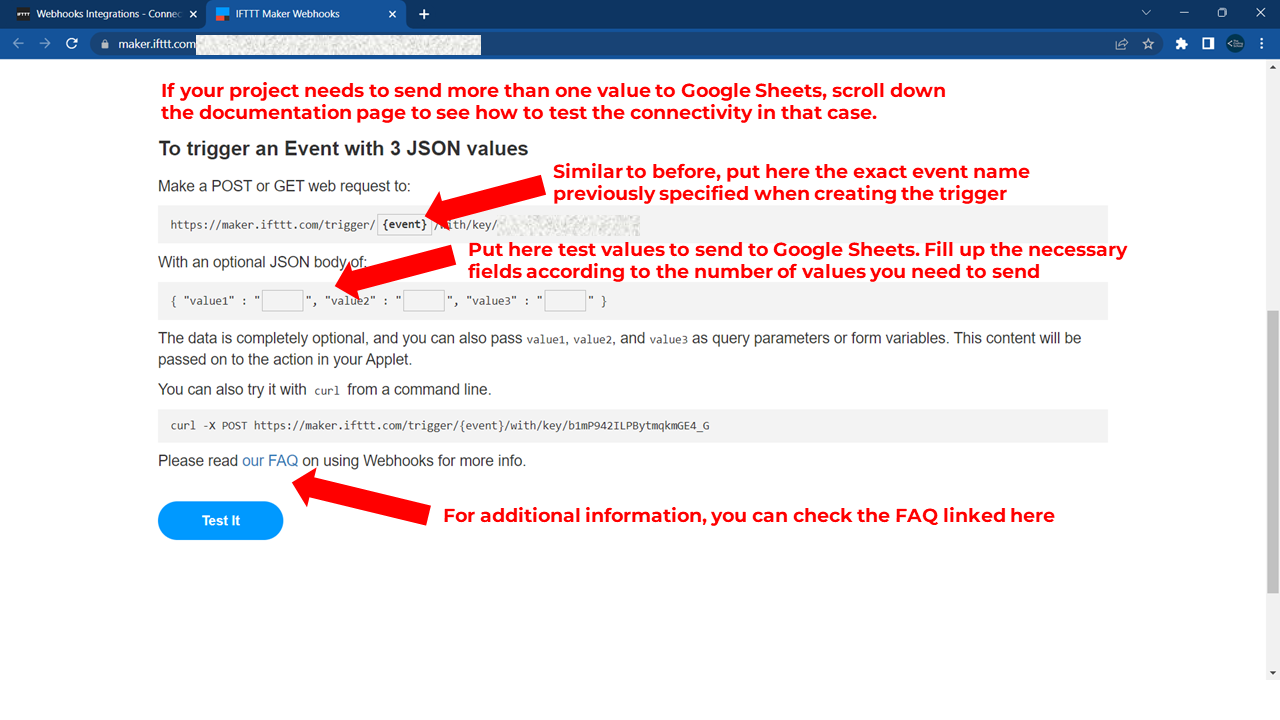 Webhooks Integrations - Connec
IFTTT Maker Webhooks
maker.ifttt.com
If your project needs to send more than one value to Google Sheets, scroll down
the documentation page to see how to test the connectivity in that case.
To trigger an Event with 3 JSON values
Similar to before, put here the exact event name
previously specified when creating the trigger
Make a POST or GET web request to:
https://maker.ifttt.com/trigger/ {event} /with/key/
Put here test values to send to Google Sheets. Fill up the necessary
fields according to the number of values you need to send
With an optional JSON body of:
{ "value1" : " ", "value2" : " ", "value3" : " " }
The data is completely optional, and you can also pass value1, value2, and value3 as query parameters or form variables. This content will be
passed on to the action in your Applet.
You can also try it with curl from a command line.
curl -X POST https://maker.ifttt.com/trigger/{event}/with/key/b1mP942ILPBytmqkmGE4_G
Please read our FAQ on using Webhooks for more info.
Test It
For additional information, you can check the FAQ linked here